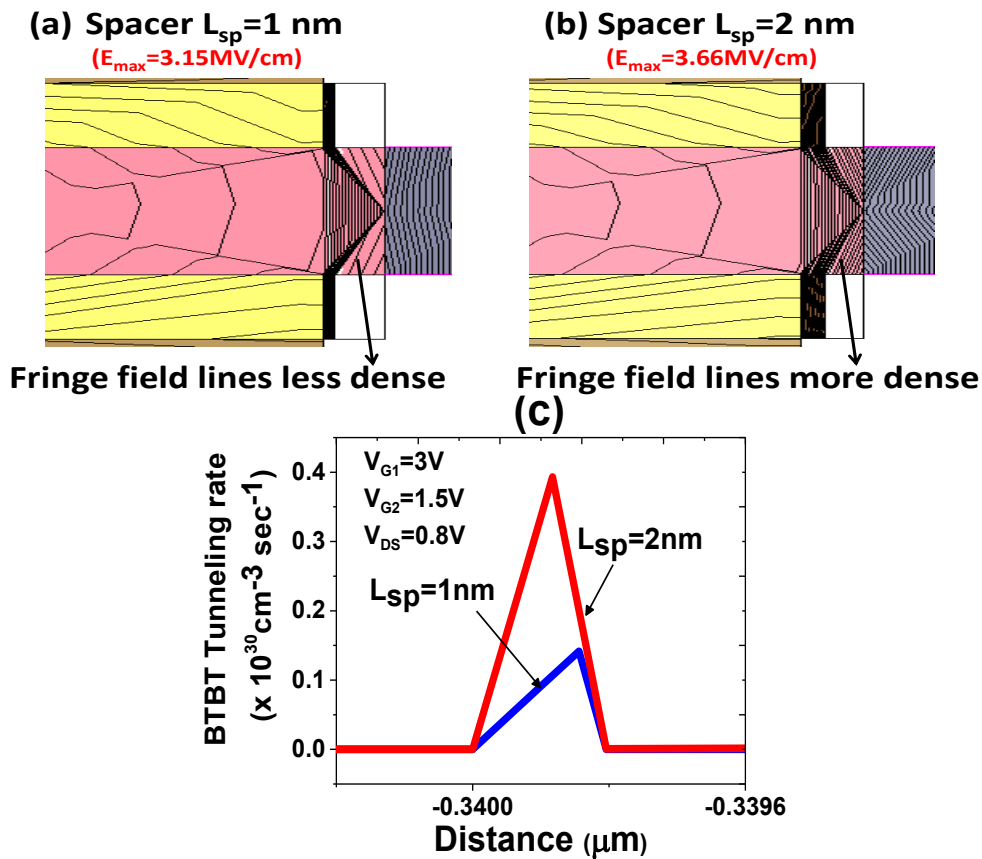 (a) Spacer Lsp=1 nm
(Emax=3.15MV/cm)
(b) Spacer Lsp=2 nm
(Emax=3.66MV/cm)
Fringe field lines less dense
Fringe field lines more dense
(c)
BTBT Tunneling rate
(x 10³⁰cm-³ sec-¹)
0.4
0.3
0.2
0.1
0.0
VG1=3V
VG2=1.5V
VDS=0.8V
Lsp=2nm
Lsp=1nm
-0.3400
-0.3396
Distance (μm)